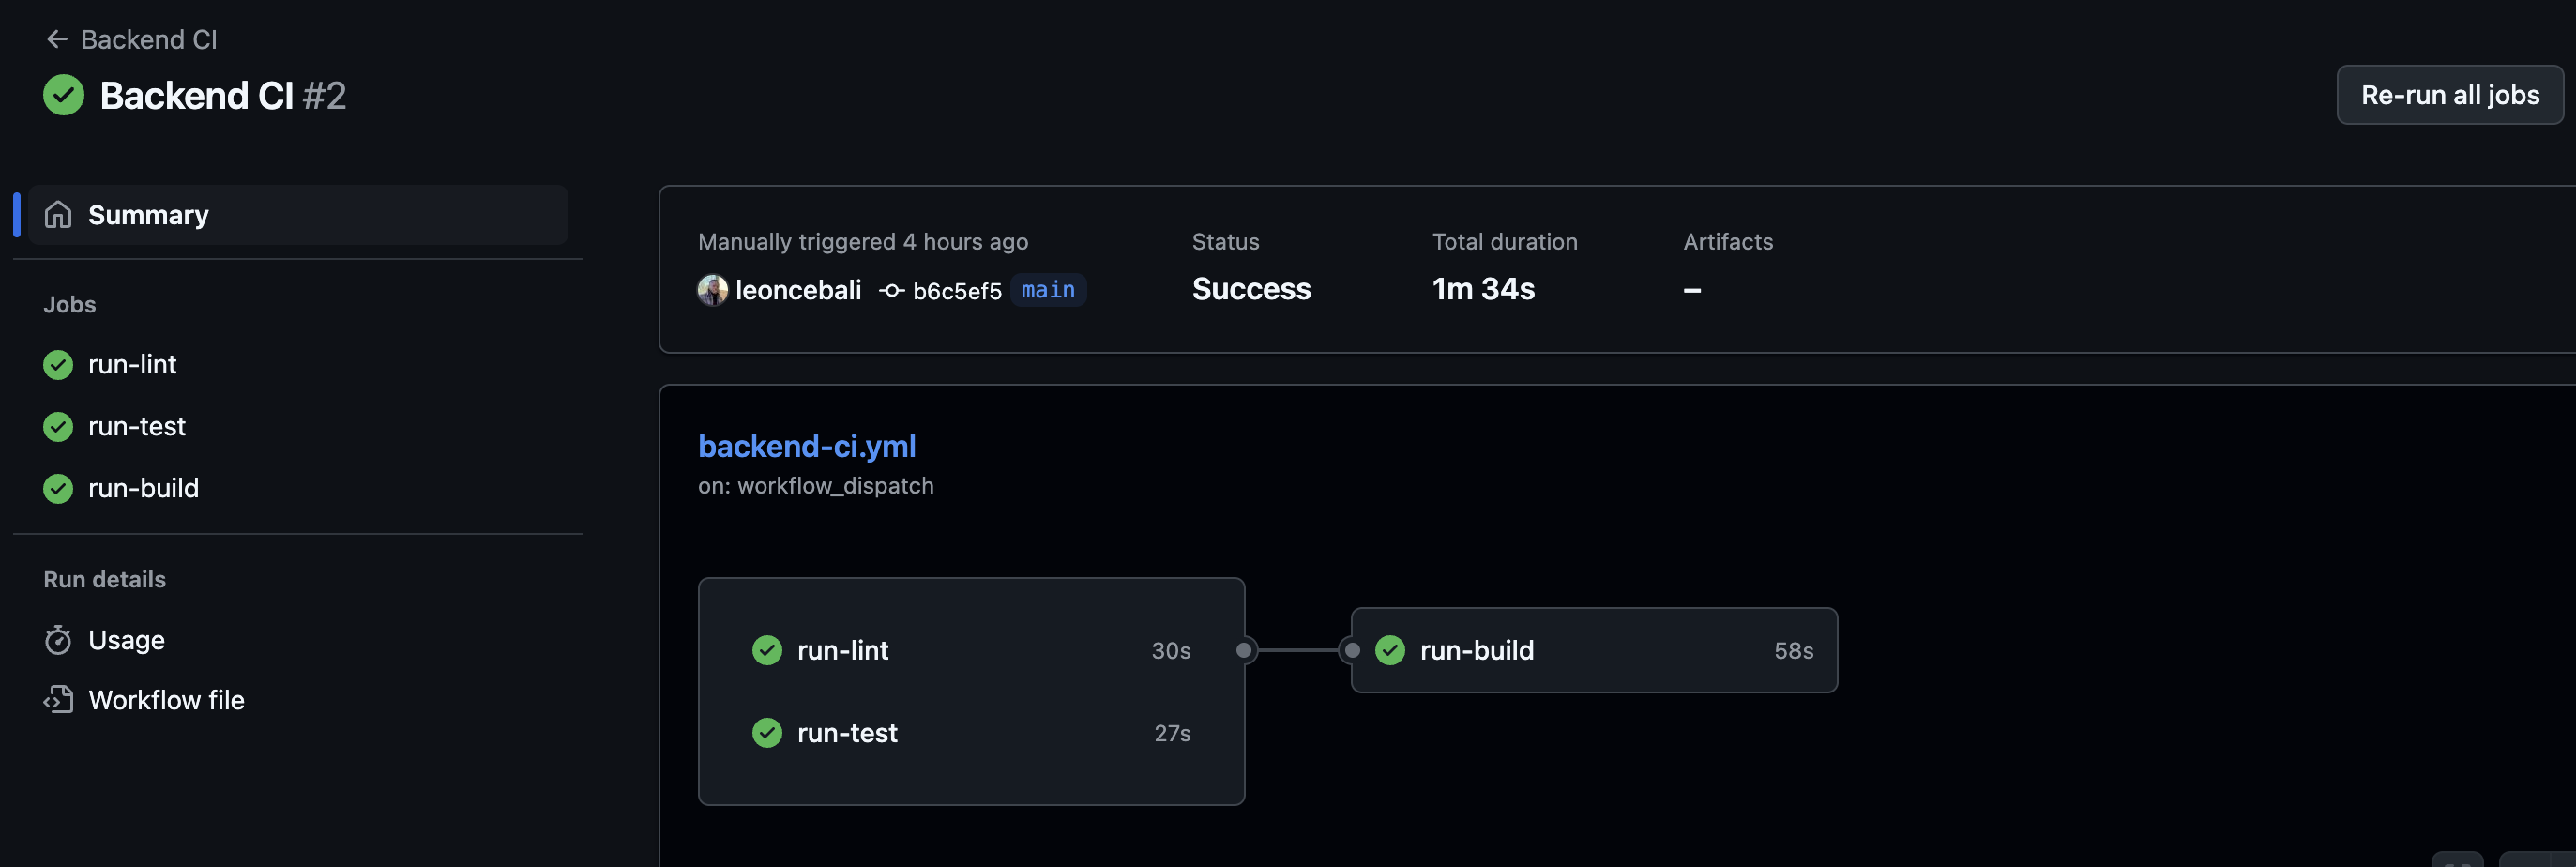 Backend CI
Backend CI #2
Re-run all jobs
Summary
Jobs
run-lint
run-test
run-build
Run details
Usage
Workflow file
Manually triggered 4 hours ago
leoncebali b6c5ef5 main
Status
Success
Total duration
1m 34s
Artifacts
–
backend-ci.yml
on: workflow_dispatch
run-lint 30s
run-test 27s
run-build 58s